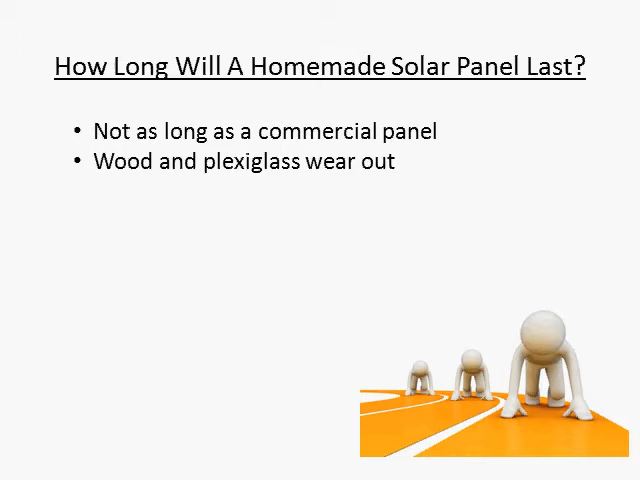 How Long Will A Homemade Solar Panel Last?
• Not as long as a commercial panel
• Wood and plexiglass wear out